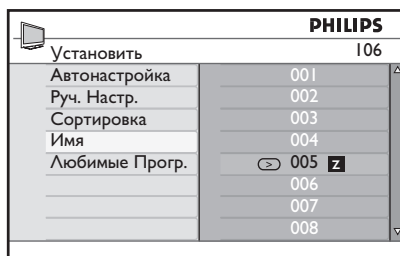 PHILIPS
Установить 106
Автонастройка 001
Руч. Настр. 002
Сортировка 003
Имя 004
Любимые Прогр. > 005 Z
006
007
008